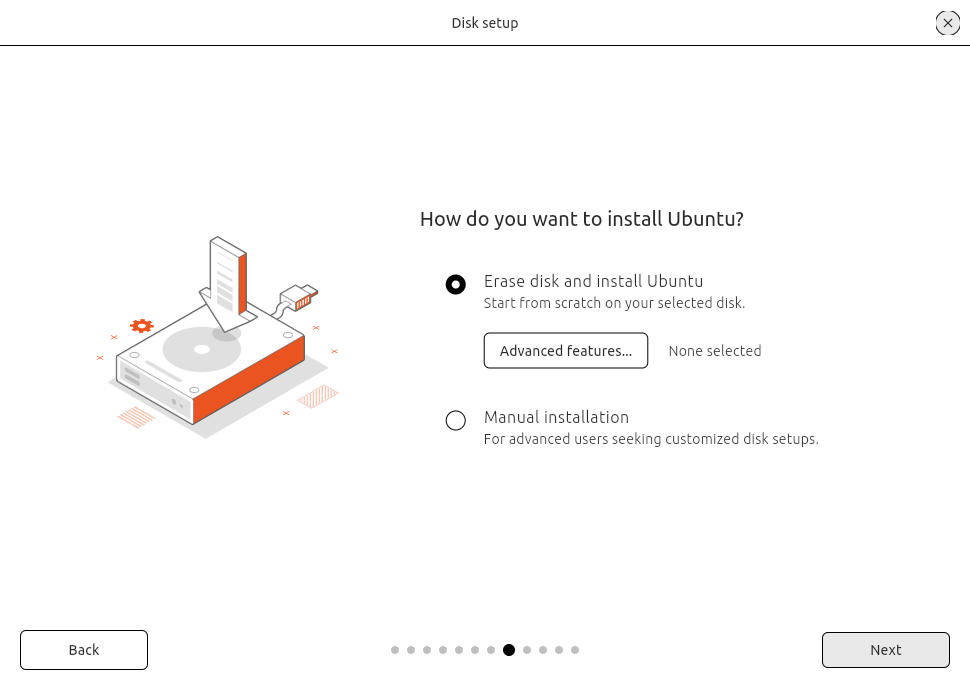 Disk setup
How do you want to install Ubuntu?
Erase disk and install Ubuntu
Start from scratch on your selected disk.
Advanced features... None selected
Manual installation
For advanced users seeking customized disk setups.
Back Next